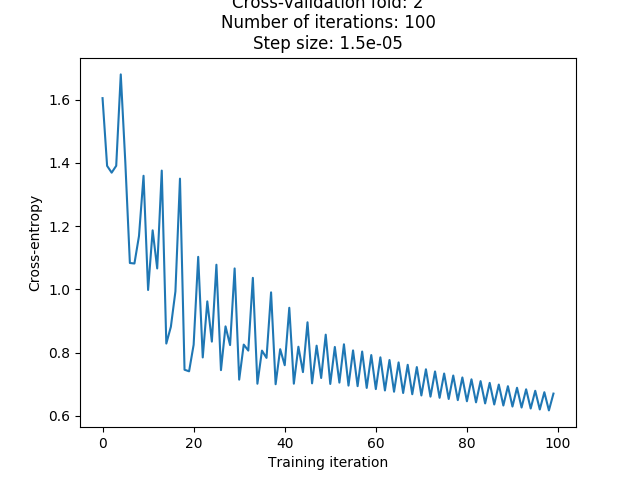 Cross-validation fold: 2
Number of iterations: 100
Step size: 1.5e-05
1.6
1.4
1.2
1.0
0.8
0.6
Cross-entropy
0 20 40 60 80 100
Training iteration